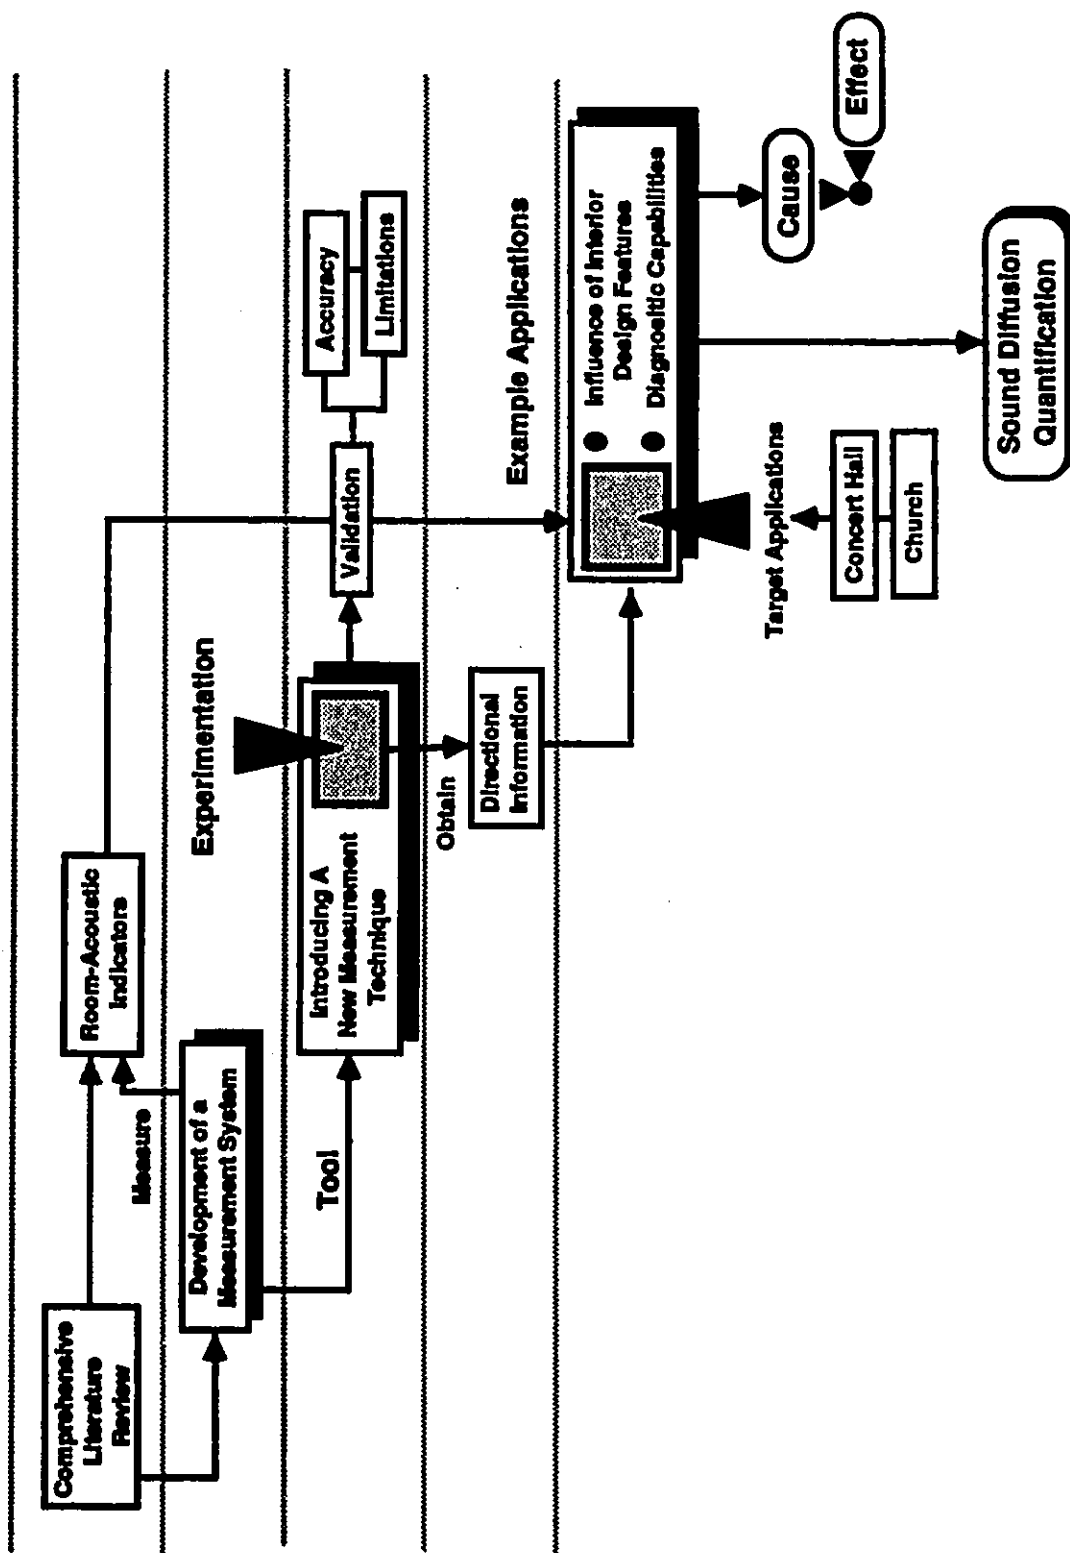 Comprehensive
Literature
Review
Room-Acoustic
Indicators
Measure
Development of a
Measurement System
Experimentation
Tool
Introducing A
New Measurement
Technique
Validation
Accuracy
Limitations
Obtain
Directional
Information
Example Applications
Influence of Interior
Design Features
Diagnositic Capabilities
Target Applications
Concert Hall
Church
Cause
Effect
Sound Diffusion
Quantification